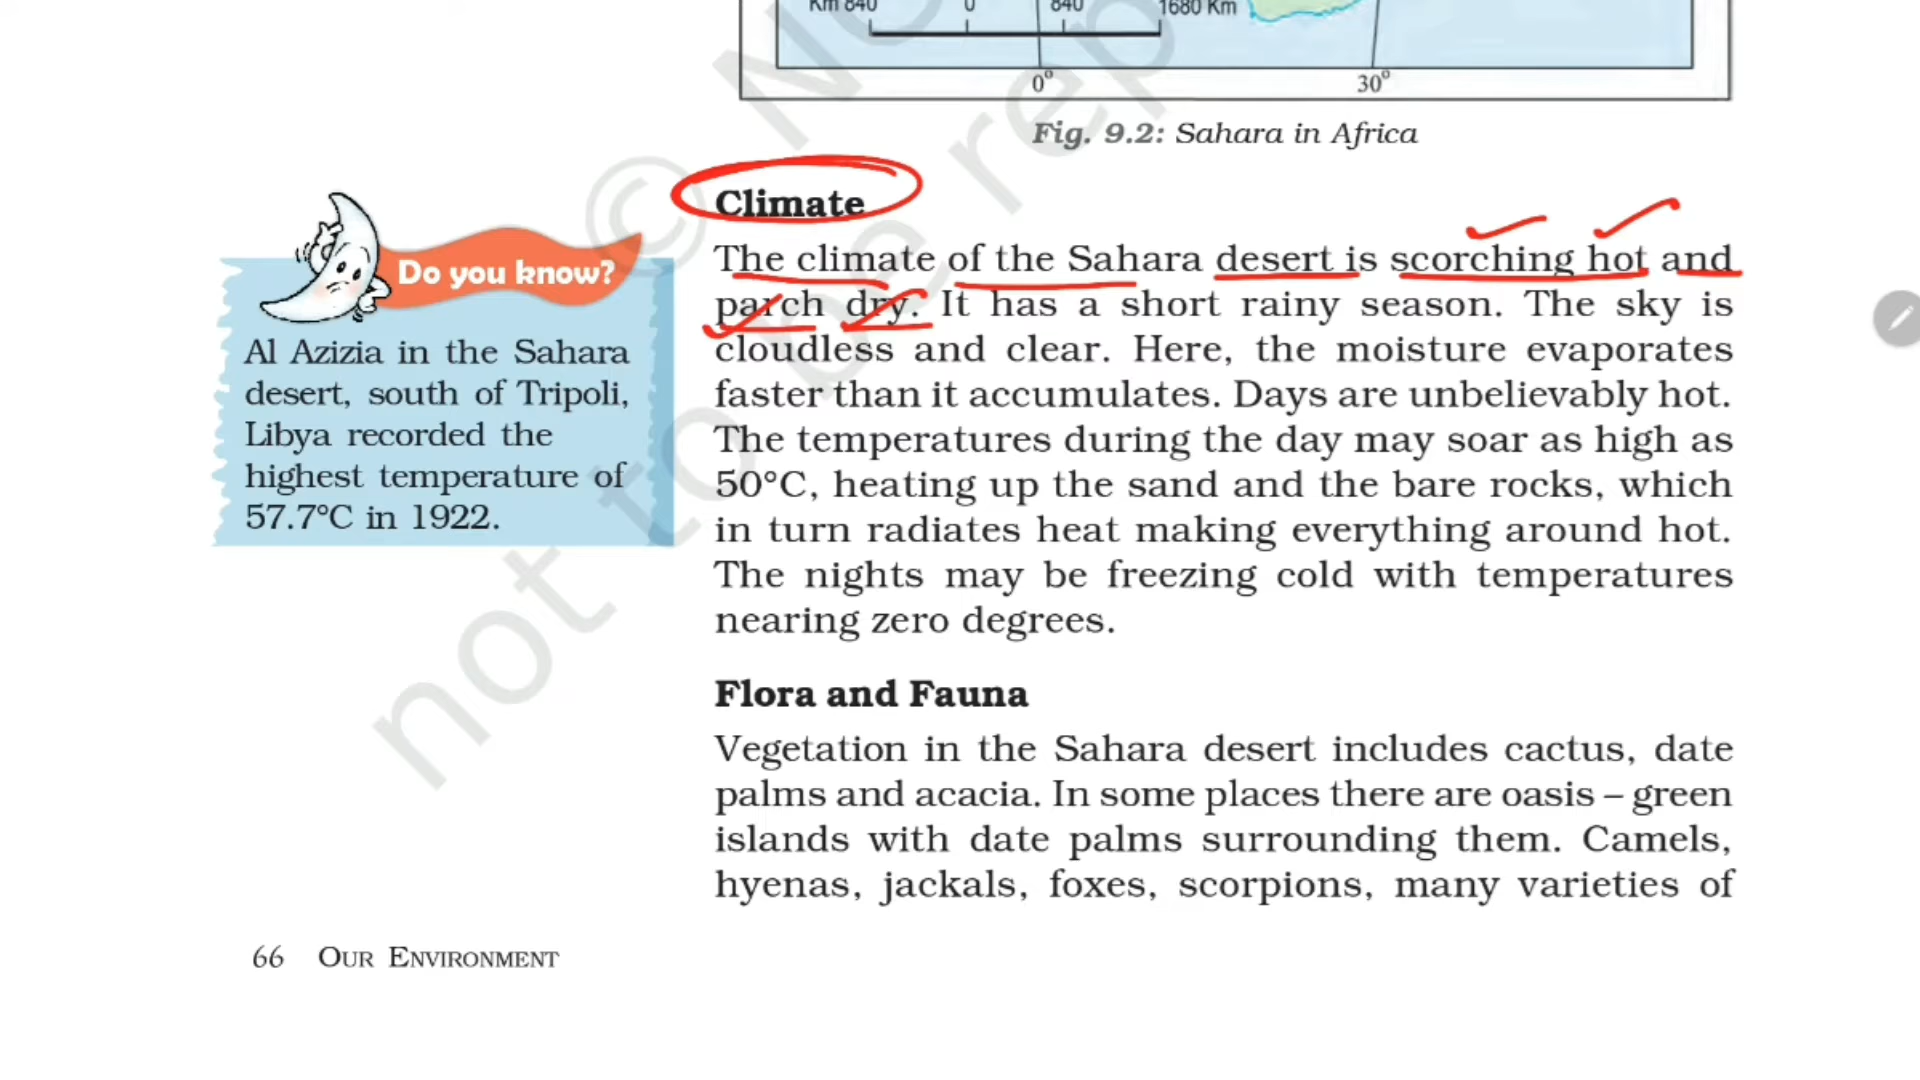 Km 840 0 840 1680 Km
0° 30°
Fig. 9.2: Sahara in Africa
Climate
The climate of the Sahara desert is scorching hot and
parch dry. It has a short rainy season. The sky is
cloudless and clear. Here, the moisture evaporates
faster than it accumulates. Days are unbelievably hot.
The temperatures during the day may soar as high as
50°C, heating up the sand and the bare rocks, which
in turn radiates heat making everything around hot.
The nights may be freezing cold with temperatures
nearing zero degrees.
Do you know?
Al Azizia in the Sahara
desert, south of Tripoli,
Libya recorded the
highest temperature of
57.7°C in 1922.
Flora and Fauna
Vegetation in the Sahara desert includes cactus, date
palms and acacia. In some places there are oasis – green
islands with date palms surrounding them. Camels,
hyenas, jackals, foxes, scorpions, many varieties of
66 OUR ENVIRONMENT
© N
not to be rep